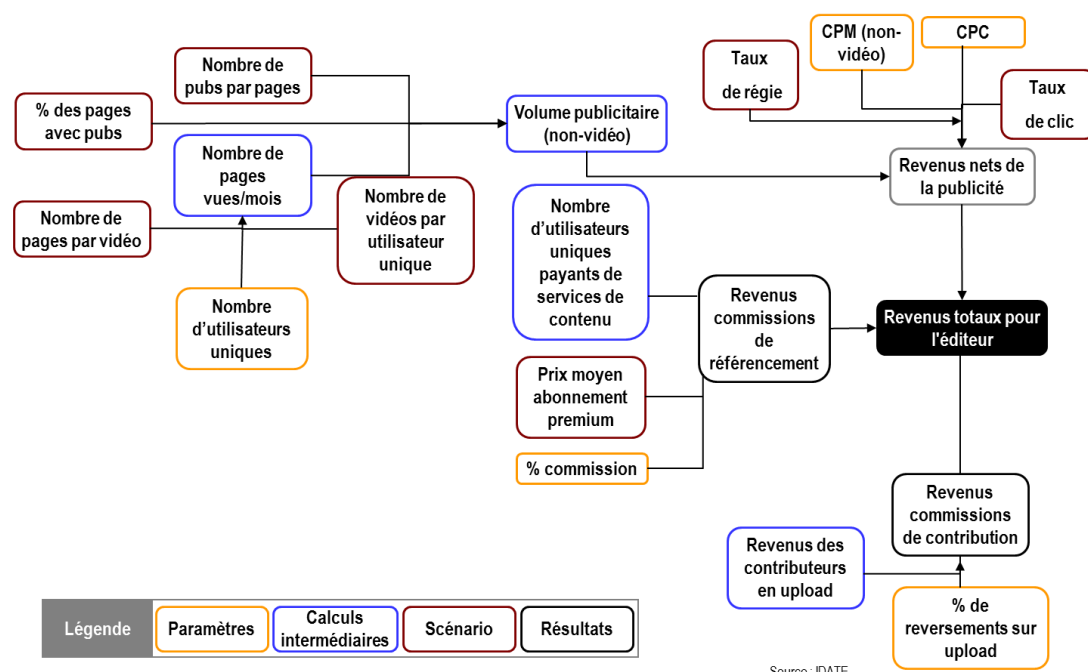 Nombre de
pubs par pages
% des pages
avec pubs
Nombre de
pages
vues/mois
Nombre de
pages par vidéo
Nombre de
vidéos par
utilisateur
unique
Nombre
d'utilisateurs
uniques
Volume publicitaire
(non-vidéo)
Taux
de régie
CPM (non-
vidéo)
CPC
Taux
de clic
Revenus nets de
la publicité
Nombre
d'utilisateurs
uniques
payants de
services de
contenu
Revenus
commissions
de
référencement
Revenus totaux pour
l'éditeur
Prix moyen
abonnement
premium
% commission
Revenus
commissions
de contribution
Revenus des
contributeurs
en upload
% de
reversements sur
upload
Légende
Paramètres
Calculs
intermédiaires
Scénario
Résultats
Source : IDATE